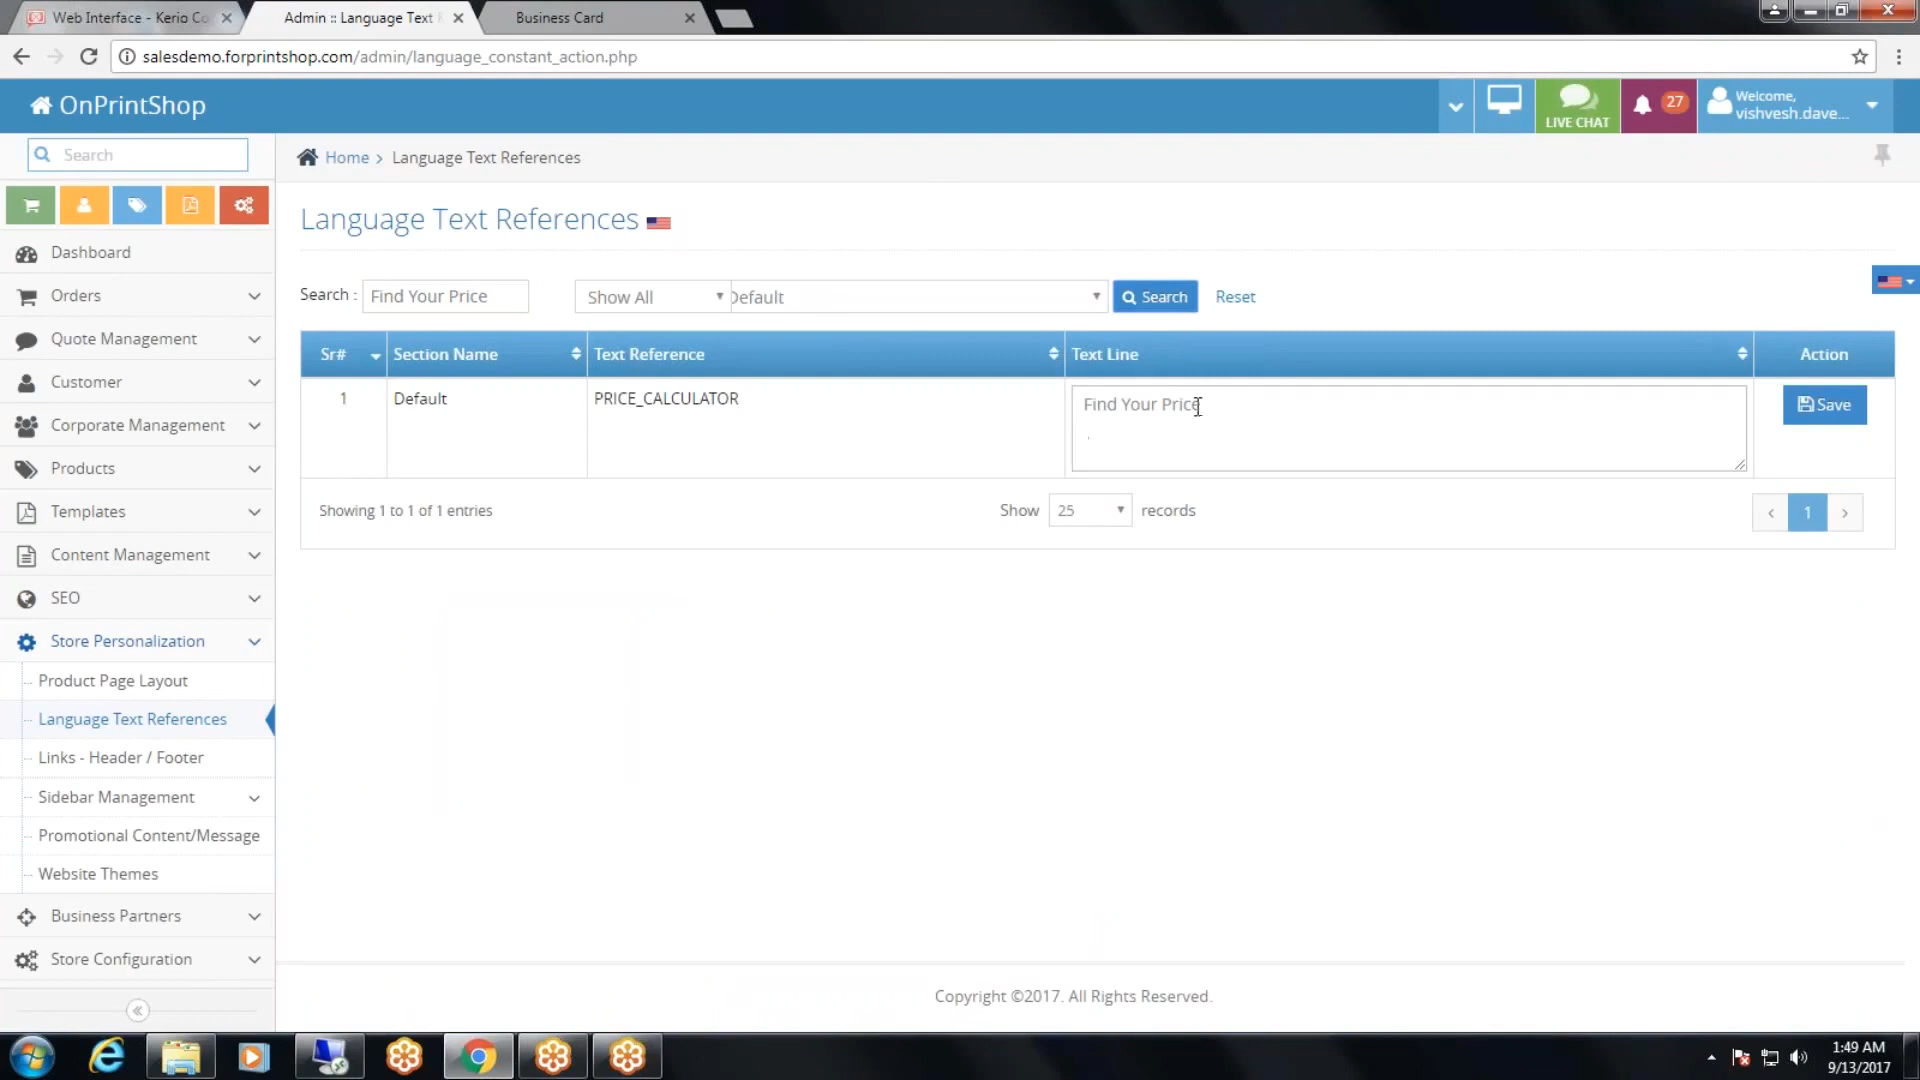 Web Interface - Kerio Co
Admin :: Language Text R
Business Card
salesdemo.forprintshop.com/admin/language_constant_action.php
OnPrintShop
LIVE CHAT
27
Welcome,
vishvesh.dave...
Search
Home > Language Text References
Language Text References
Search :
Find Your Price
Show All
Default
Search
Reset
Sr#
Section Name
Text Reference
Text Line
Action
1
Default
PRICE_CALCULATOR
Find Your Price
Save
Showing 1 to 1 of 1 entries
Show
25
records
‹
1
›
Dashboard
Orders
Quote Management
Customer
Corporate Management
Products
Templates
Content Management
SEO
Store Personalization
Product Page Layout
Language Text References
Links - Header / Footer
Sidebar Management
Promotional Content/Message
Website Themes
Business Partners
Store Configuration
Copyright ©2017. All Rights Reserved.
1:49 AM
9/13/2017